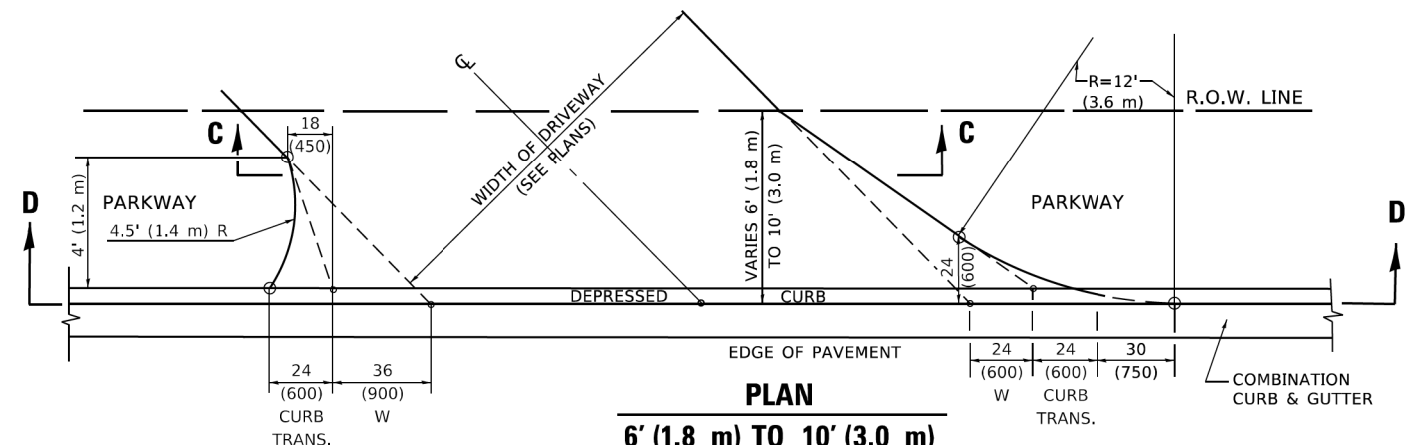 ℄
R=12'
(3.6 m)
R.O.W. LINE
18
(450)
C
C
WIDTH OF DRIVEWAY
(SEE PLANS)
VARIES 6' (1.8 m)
TO 10' (3.0 m)
D
4' (1.2 m)
PARKWAY
4.5' (1.4 m) R
PARKWAY
D
24
(600)
DEPRESSED CURB
EDGE OF PAVEMENT
24
(600)
CURB
TRANS.
36
(900)
W
24
(600)
W
24
(600)
CURB
TRANS.
30
(750)
COMBINATION
CURB & GUTTER
PLAN
6' (1.8 m) TO 10' (3.0 m)